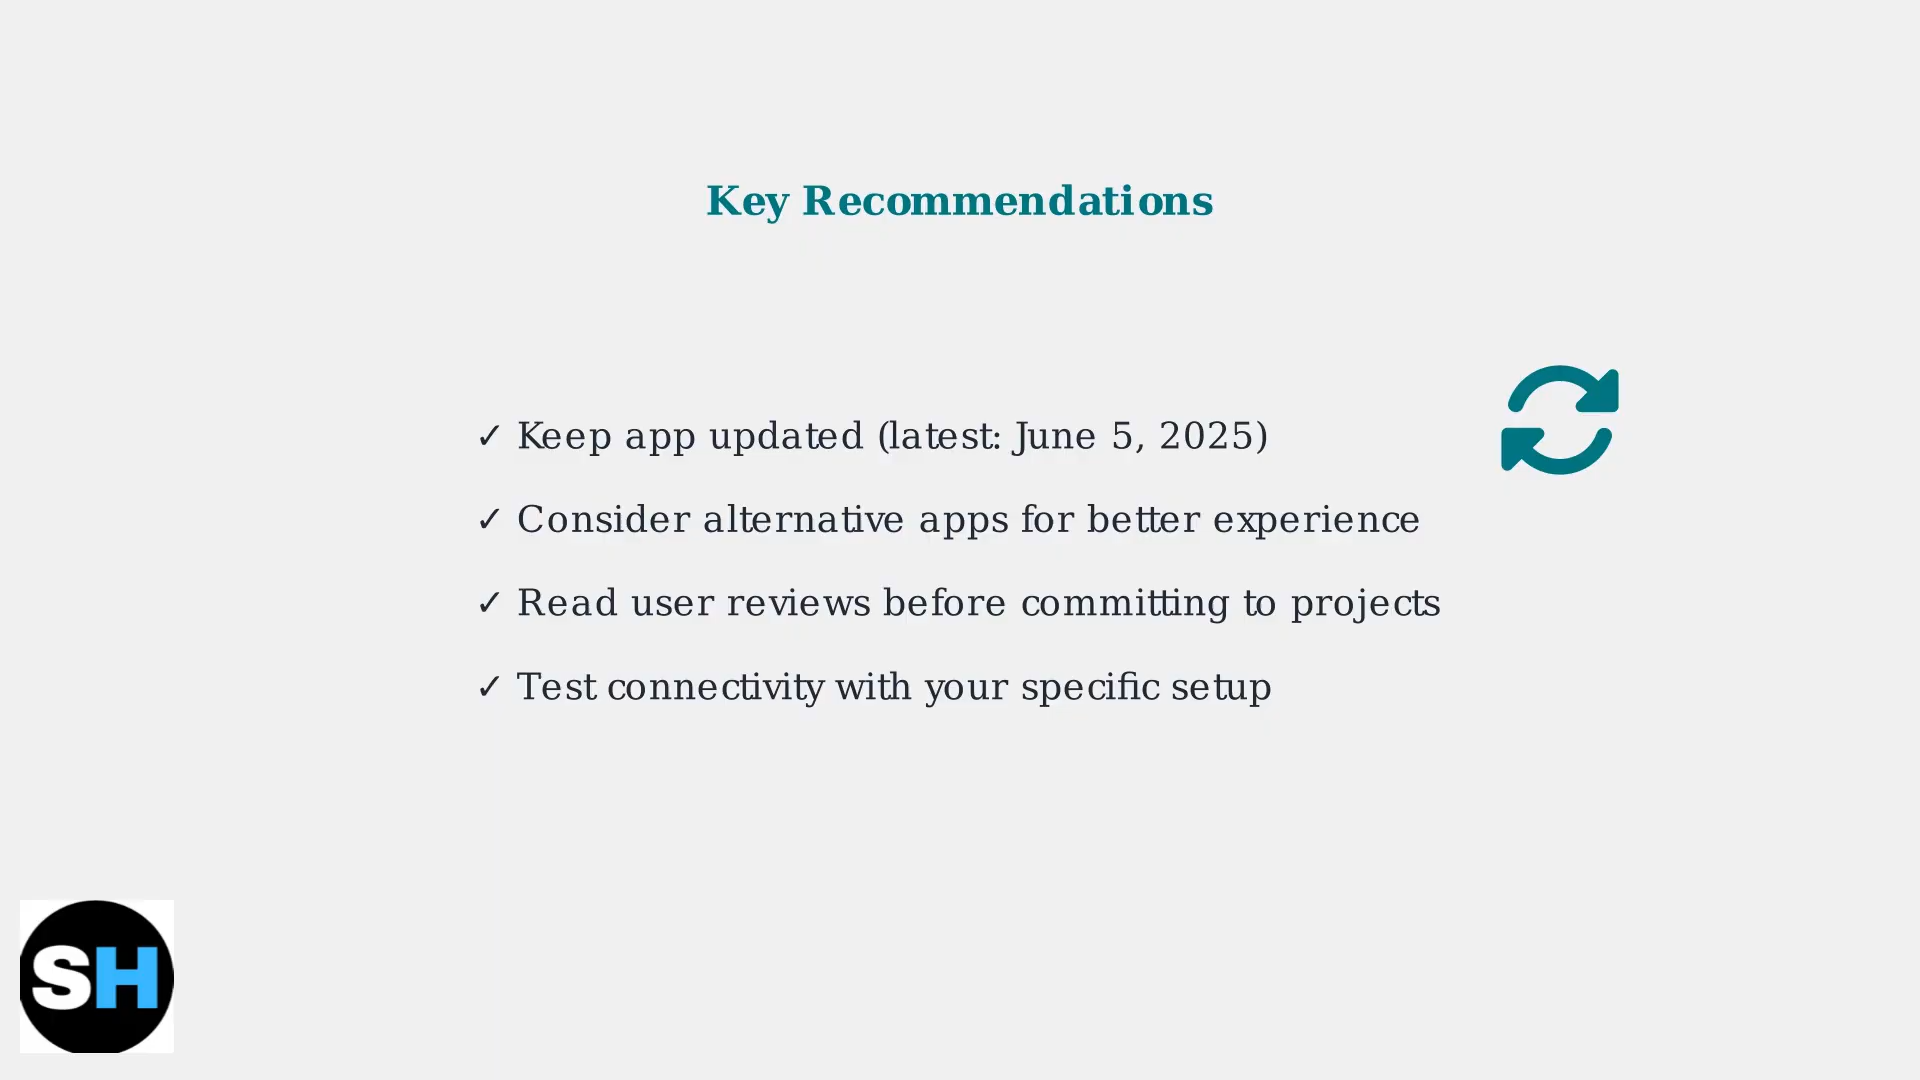 Key Recommendations
✓ Keep app updated (latest: June 5, 2025)
✓ Consider alternative apps for better experience
✓ Read user reviews before committing to projects
✓ Test connectivity with your specific setup
SH